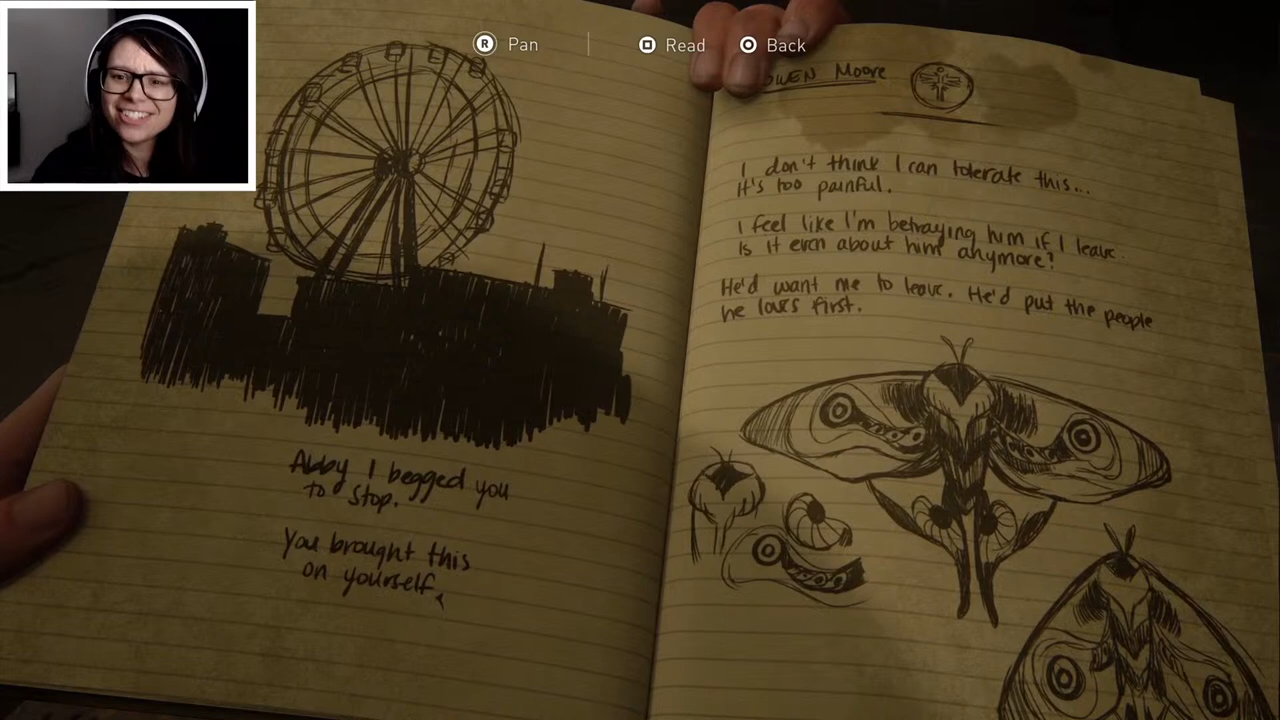 Pan
Read
Back
OWEN MOORE
I don't think I can tolerate this...
It's too painful.
I feel like I'm betraying him if I leave.
Is it even about him anymore?
He'd want me to leave. He'd put the people
he loves first.
Abby I begged you
to stop.
You brought this
on yourself.